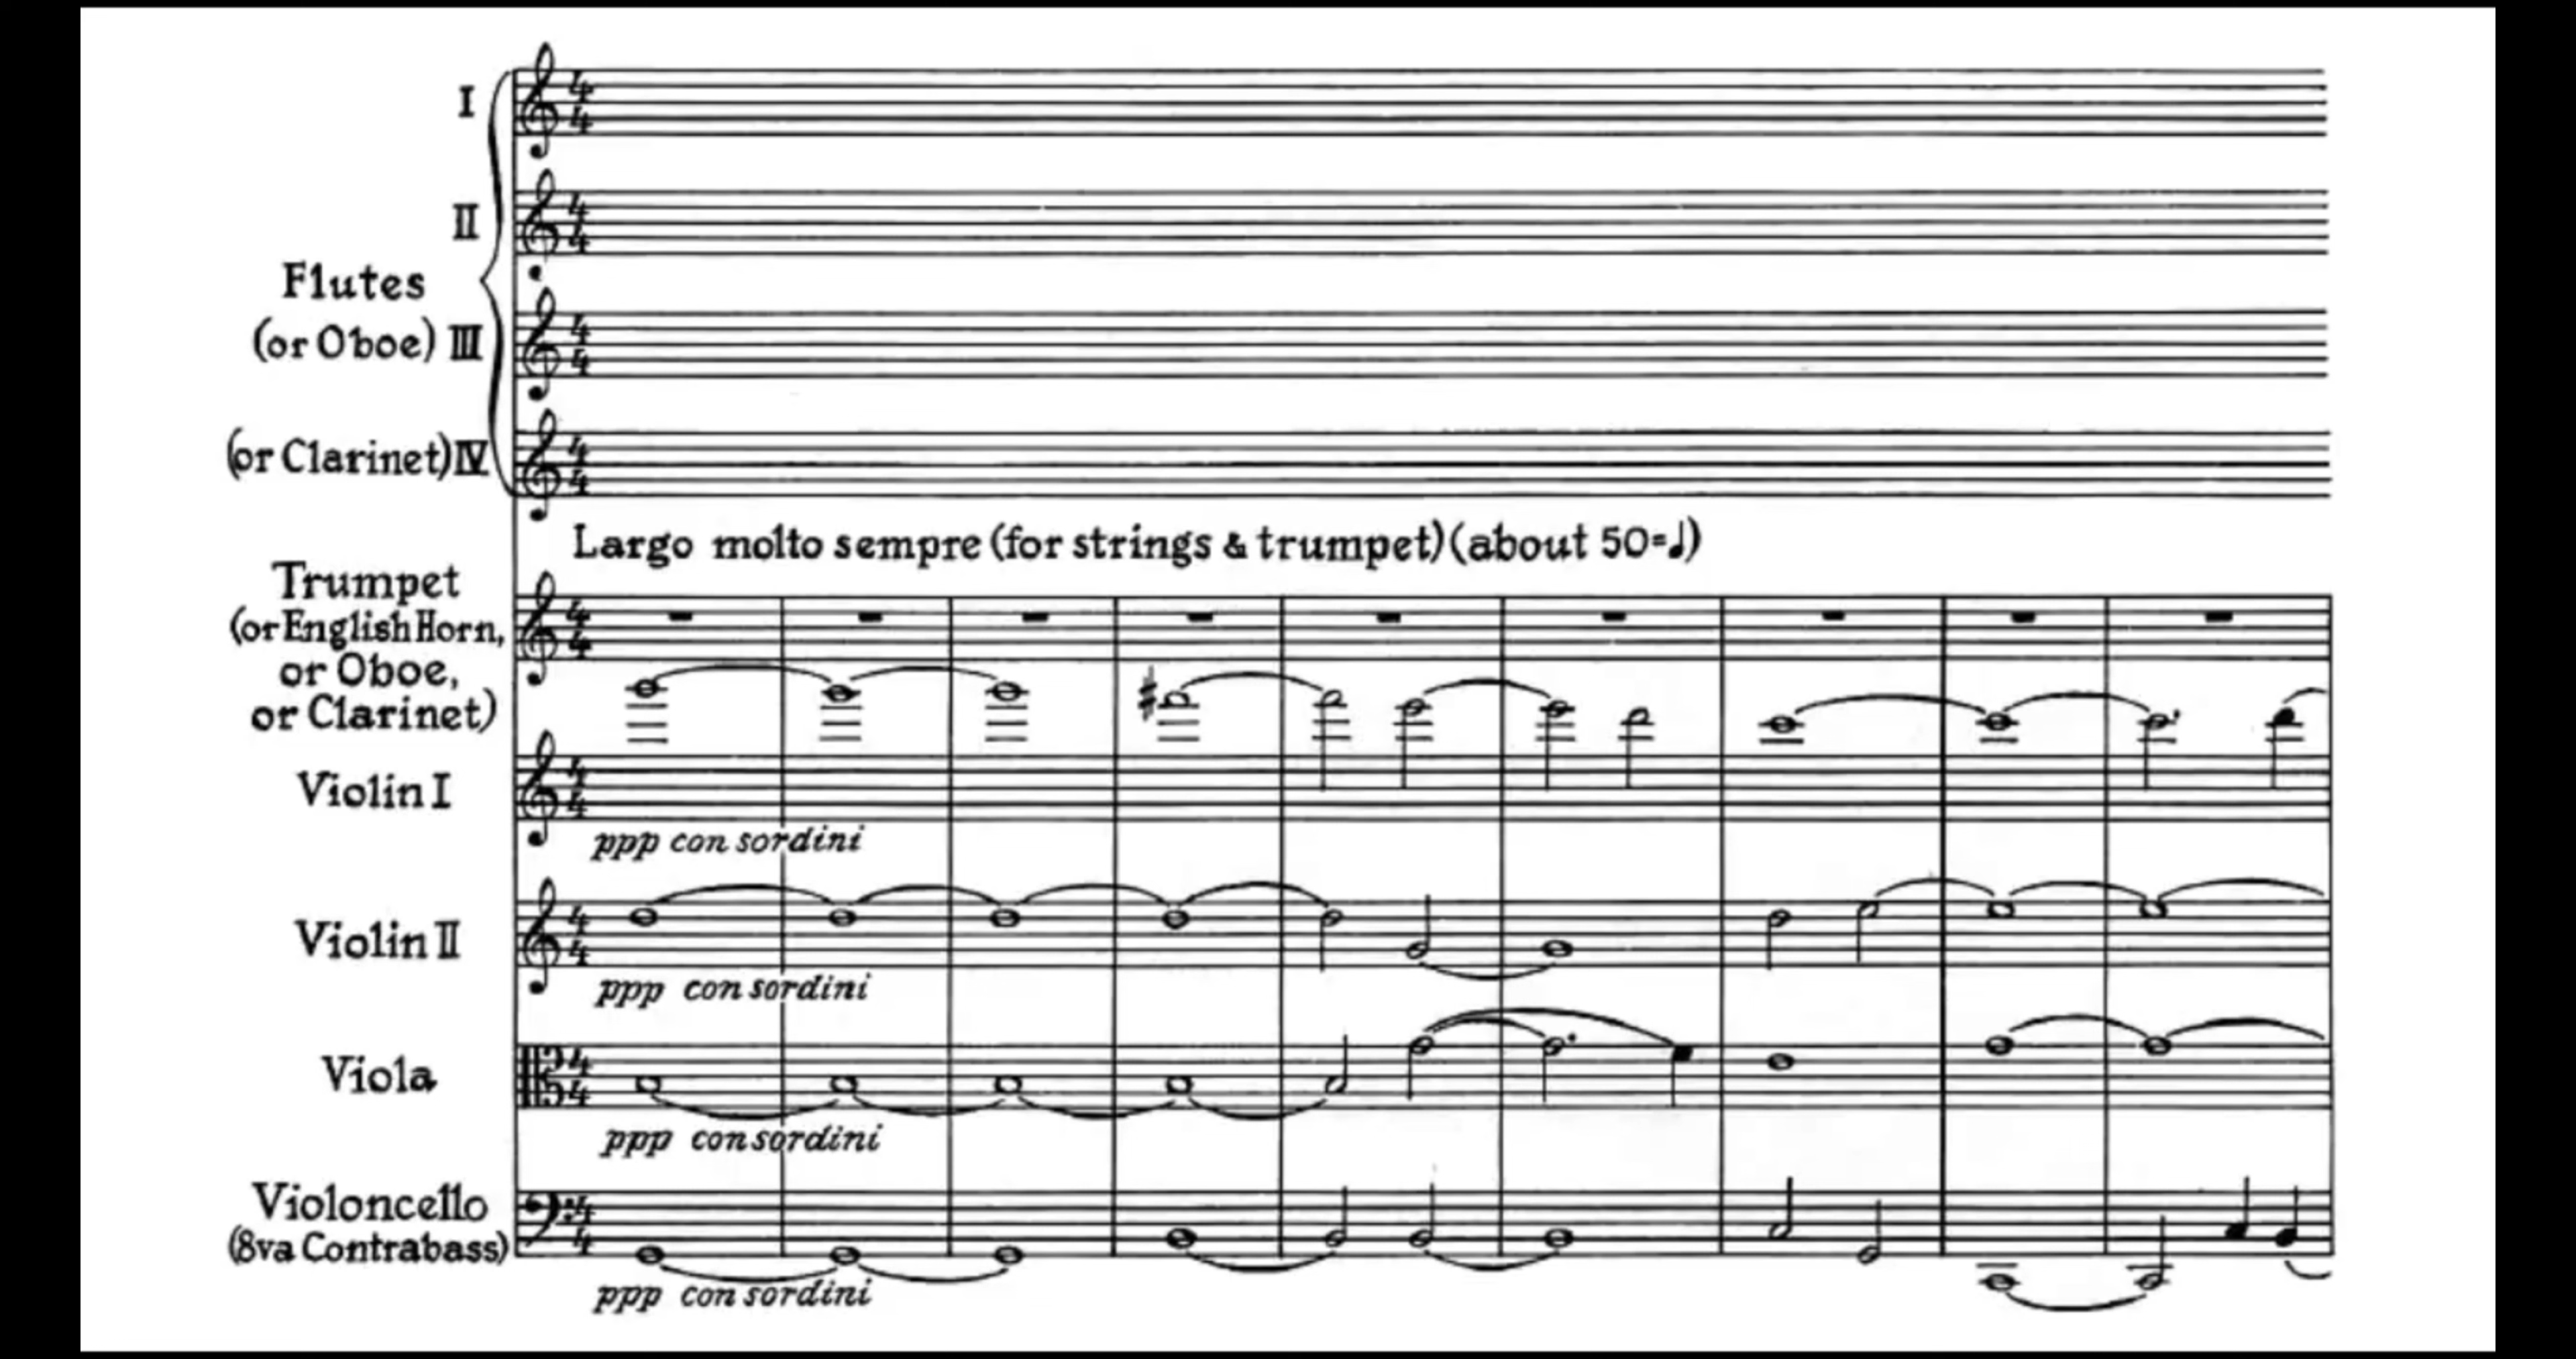 I
II
Flutes
(or Oboe) III
(or Clarinet) IV
Largo molto sempre (for strings & trumpet) (about 50=♩)
Trumpet
(or English Horn,
or Oboe,
or Clarinet)
Violin I
ppp con sordini
Violin II
ppp con sordini
Viola
ppp con sordini
Violoncello
(8va Contrabass)
ppp con sordini